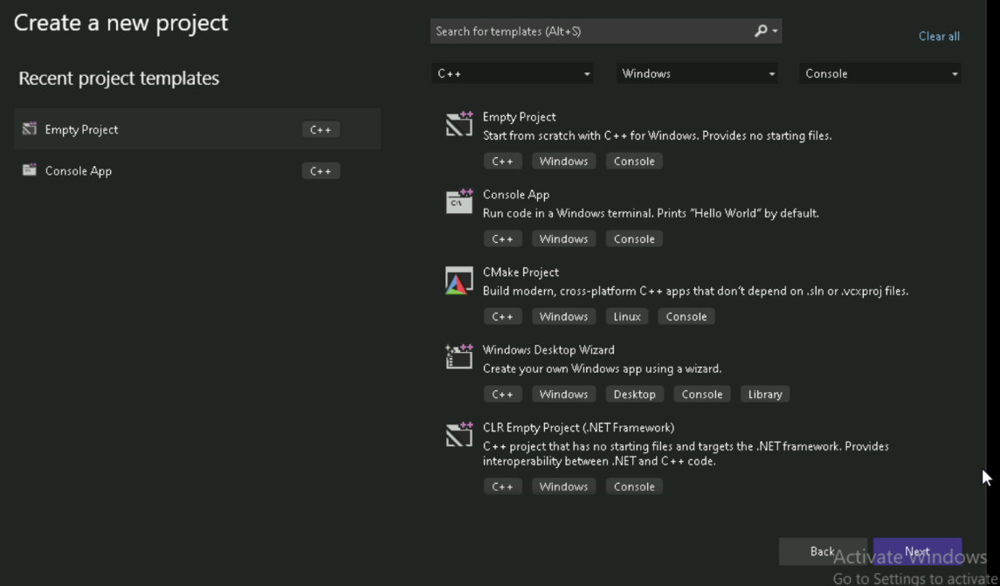 Create a new project
Search for templates (Alt+S)
Clear all
Recent project templates
C++
Windows
Console
Empty Project
C++
Console App
C++
Empty Project
Start from scratch with C++ for Windows. Provides no starting files.
C++ Windows Console
Console App
Run code in a Windows terminal. Prints "Hello World" by default.
C++ Windows Console
CMake Project
Build modern, cross-platform C++ apps that don't depend on .sln or .vcxproj files.
C++ Windows Linux Console
Windows Desktop Wizard
Create your own Windows app using a wizard.
C++ Windows Desktop Console Library
CLR Empty Project (.NET Framework)
C++ project that has no starting files and targets the .NET framework. Provides
interoperability between .NET and C++ code.
C++ Windows Console
Back
Next
Activate Windows
Go to Settings to activate
C:\